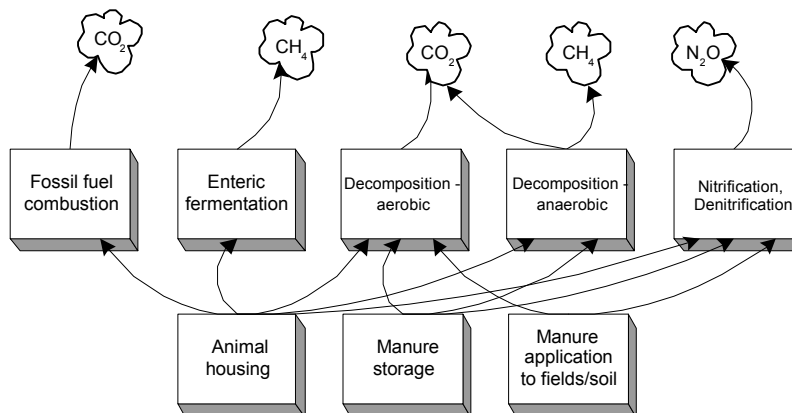 CO₂
CH₄
CO₂
CH₄
N₂O
Fossil fuel
combustion
Enteric
fermentation
Decomposition -
aerobic
Decomposition -
anaerobic
Nitrification,
Denitrification
Animal
housing
Manure
storage
Manure
application
to fields/soil